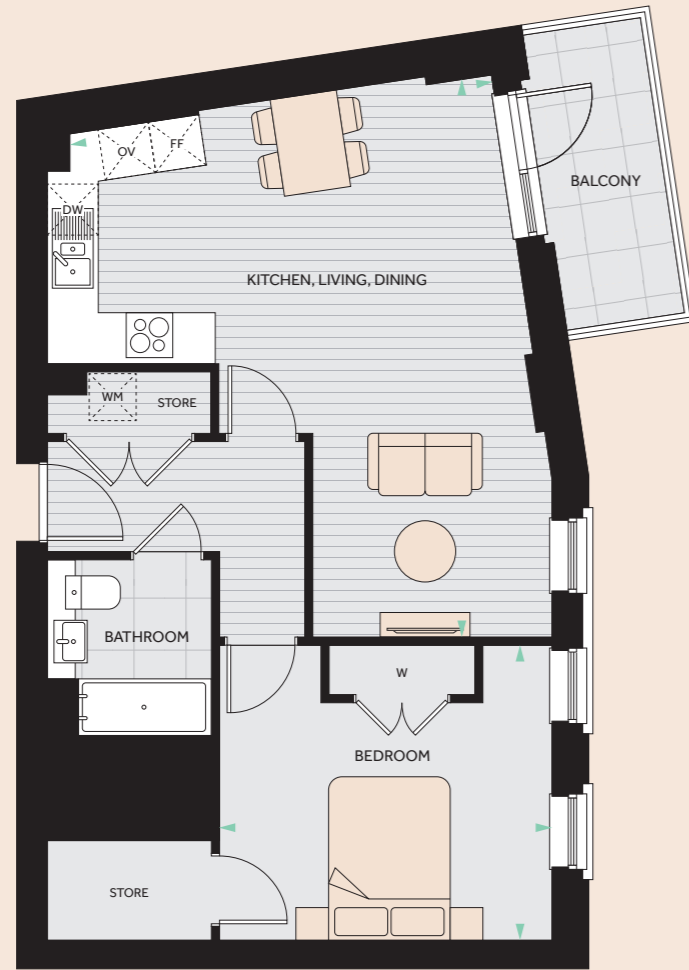 OV
FF
BALCONY
DW
KITCHEN, LIVING, DINING
WM
STORE
BATHROOM
W
BEDROOM
STORE